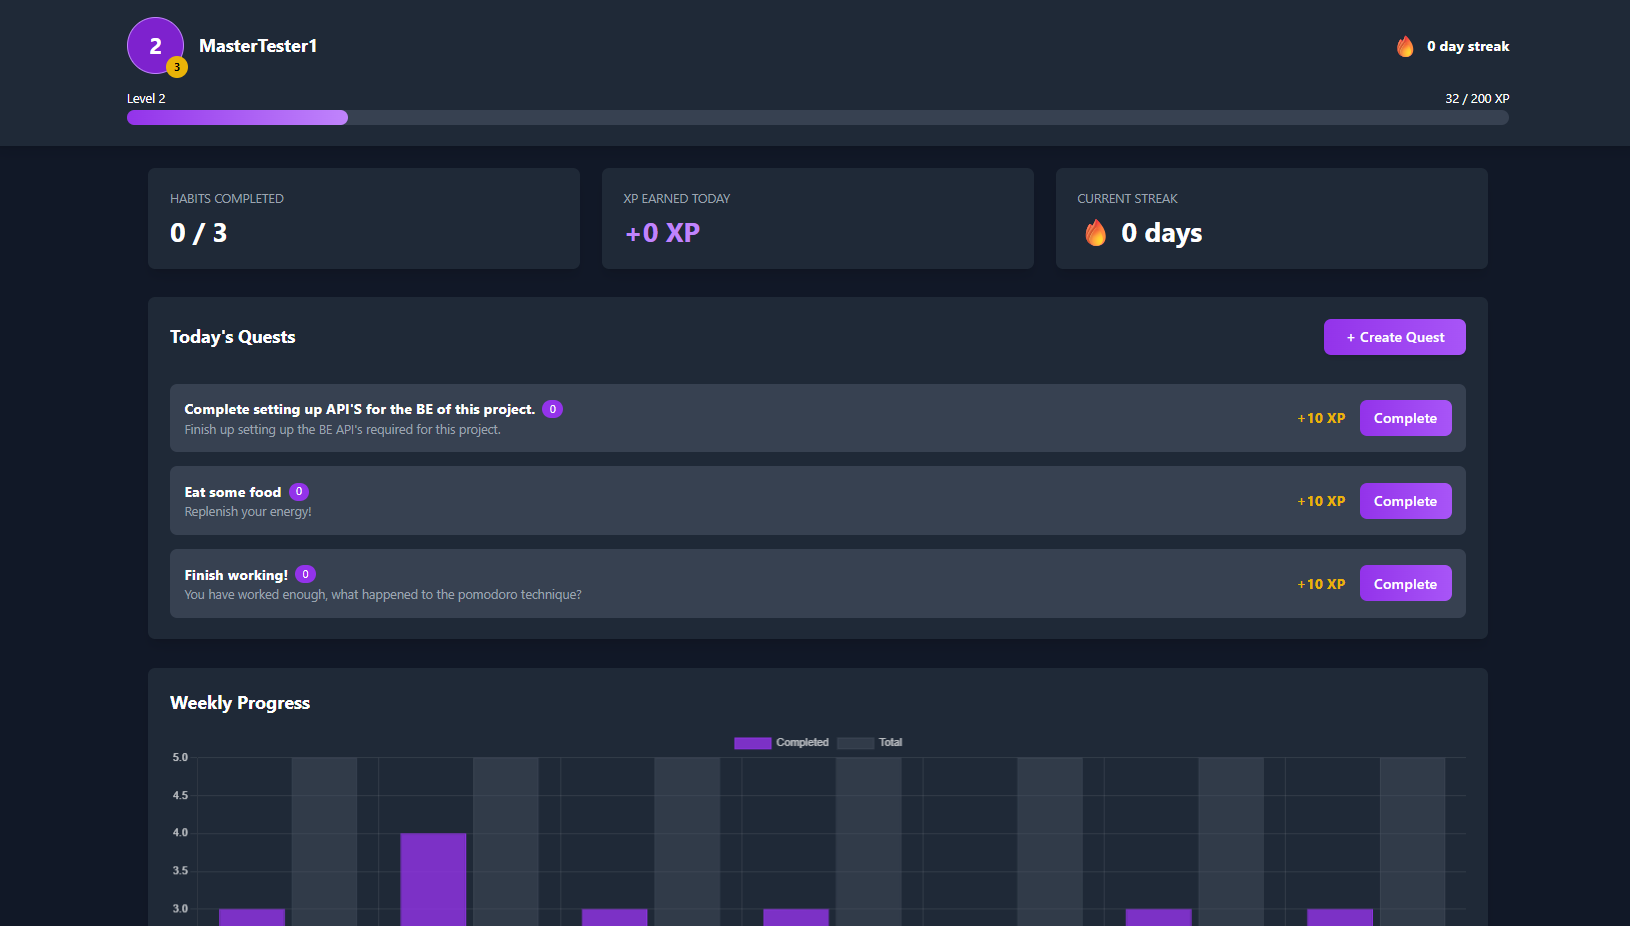 2
3
MasterTester1
0 day streak
Level 2
32 / 200 XP
HABITS COMPLETED
0 / 3
XP EARNED TODAY
+0 XP
CURRENT STREAK
0 days
Today's Quests
+ Create Quest
Complete setting up API'S for the BE of this project. 0
Finish up setting up the BE API's required for this project.
+10 XP
Complete
Eat some food 0
Replenish your energy!
+10 XP
Complete
Finish working! 0
You have worked enough, what happened to the pomodoro technique?
+10 XP
Complete
Weekly Progress
Completed
Total
5.0
4.5
4.0
3.5
3.0